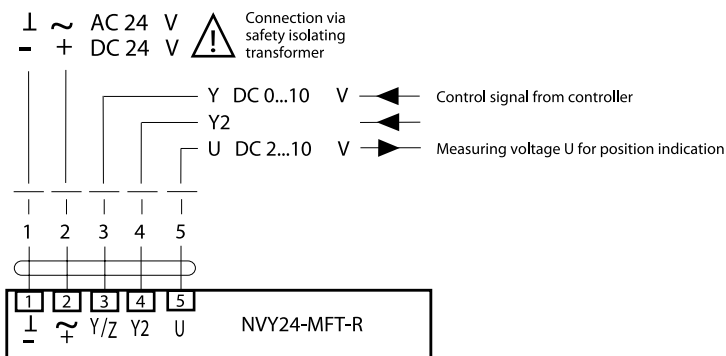 ⊥ ~ AC 24 V
- + DC 24 V
Connection via
safety isolating
transformer
Y DC 0...10 V Control signal from controller
Y2
U DC 2...10 V Measuring voltage U for position indication
1 2 3 4 5
1 2 3 4 5
⊥ ~+ Y/Z Y2 U NVY24-MFT-R